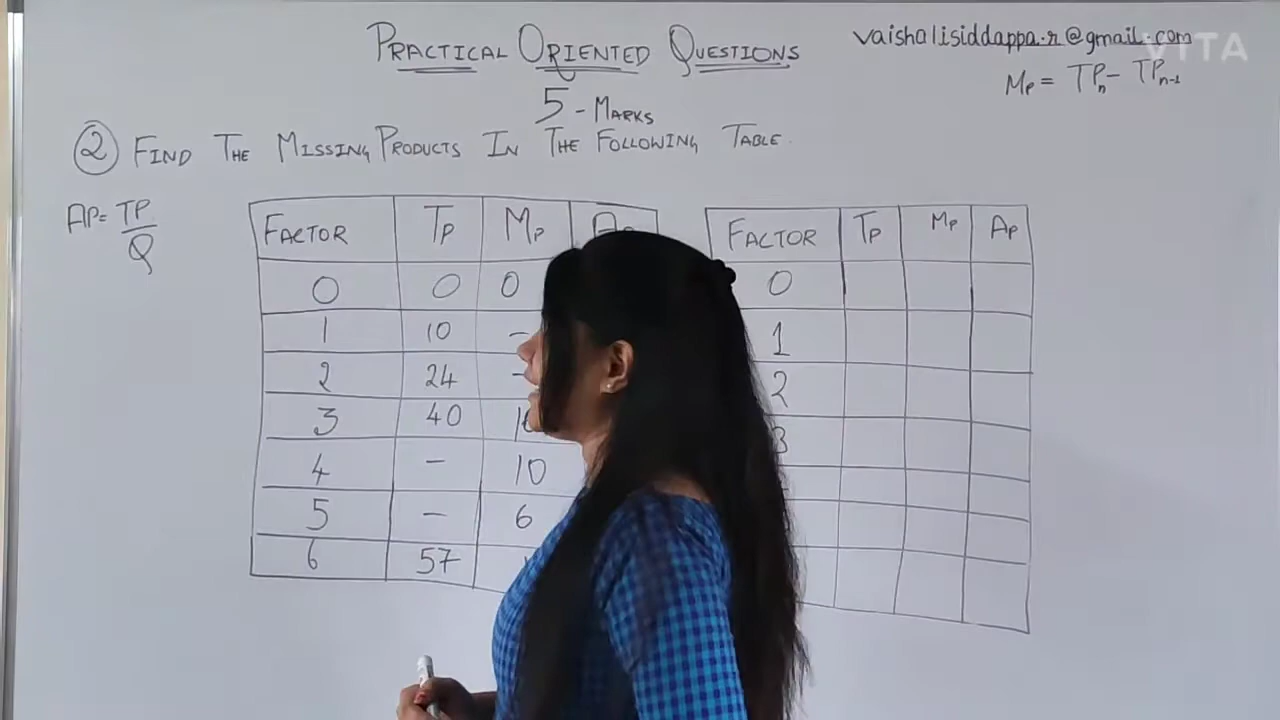 PRACTICAL ORIENTED QUESTIONS
vaishalisiddappa.r@gmail.com
VITA
MP = TPn - TPn-1
5 - MARKS
2 FIND THE MISSING PRODUCTS IN THE FOLLOWING TABLE
AP = TP
Q
FACTOR TP MP AP
0 0 0
1 10 -
2 24 -
3 40
4 - 10
5 - 6
6 57
FACTOR TP MP AP
0
1
2
3